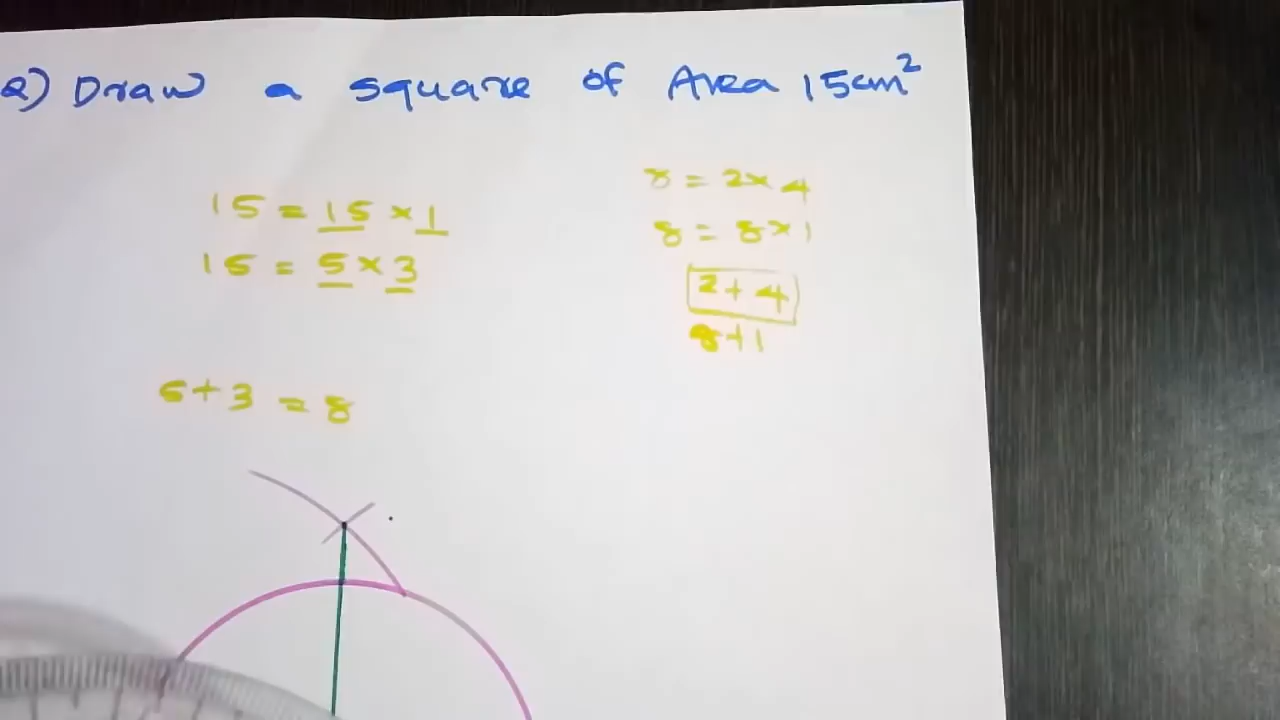 Q) Draw a square of Area 15cm²
15 = 15 × 1
15 = 5 × 3
5+3 = 8
8 = 2×4
8 = 8×1
2+4
8+1